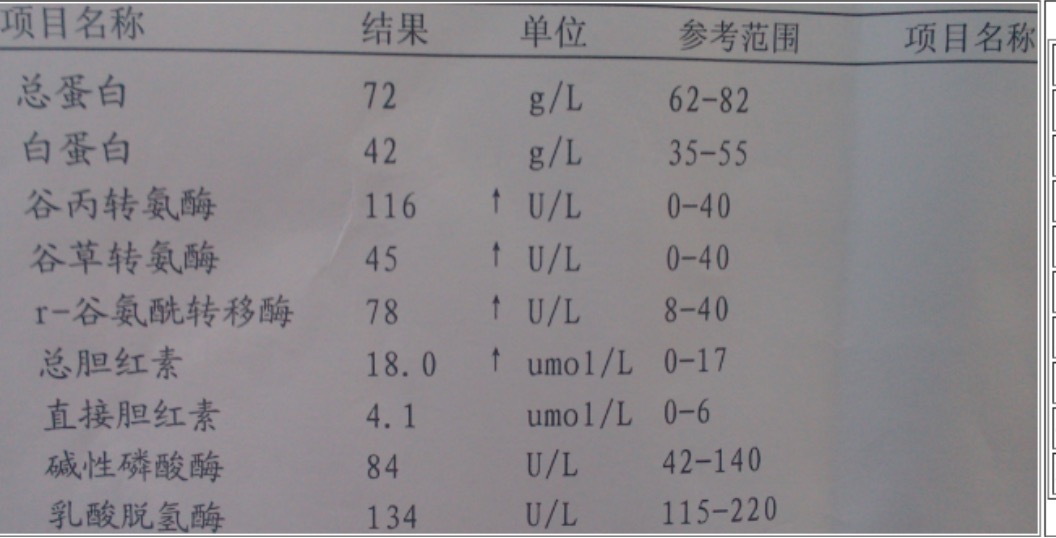 项目名称 结果 单位 参考范围 项目名称
总蛋白 72 g/L 62-82
白蛋白 42 g/L 35-55
谷丙转氨酶 116 ↑ U/L 0-40
谷草转氨酶 45 ↑ U/L 0-40
r-谷氨酰转移酶 78 ↑ U/L 8-40
总胆红素 18.0 ↑ umol/L 0-17
直接胆红素 4.1 umol/L 0-6
碱性磷酸酶 84 U/L 42-140
乳酸脱氢酶 134 U/L 115-220